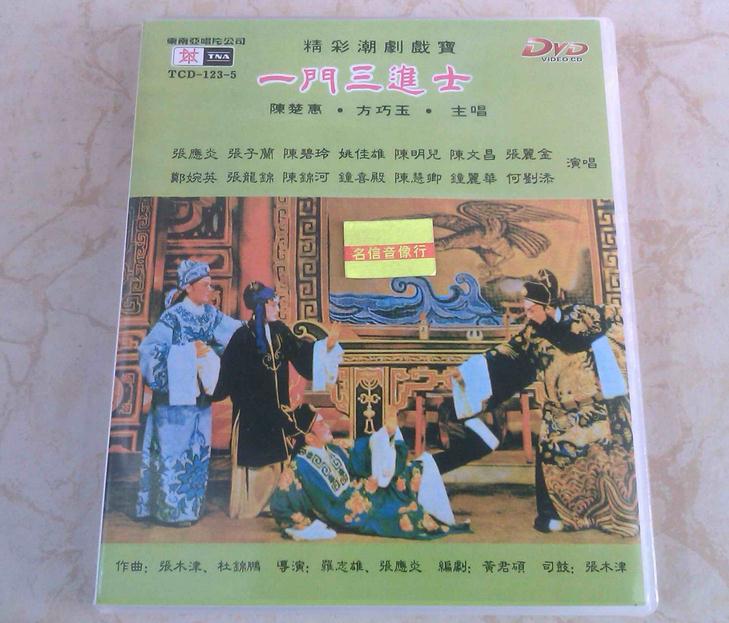 東南亞唱片公司
TNA
TCD-123-5
精彩潮劇戲寶
DVD
VIDEO CD
一門三進士
陳楚惠 • 方巧玉 • 主唱
張應炎 張子蘭 陳碧玲 姚佳雄 陳明兒 陳文昌 張麗金
演唱
鄭婉英 張龍錦 陳錦河 鐘喜殿 陳慧卿 鐘麗華 何劉添
名信音像行
作曲：張木津、杜錦鵬 導演：羅志雄、張應炎 編劇：黃君碩 司鼓：張木津